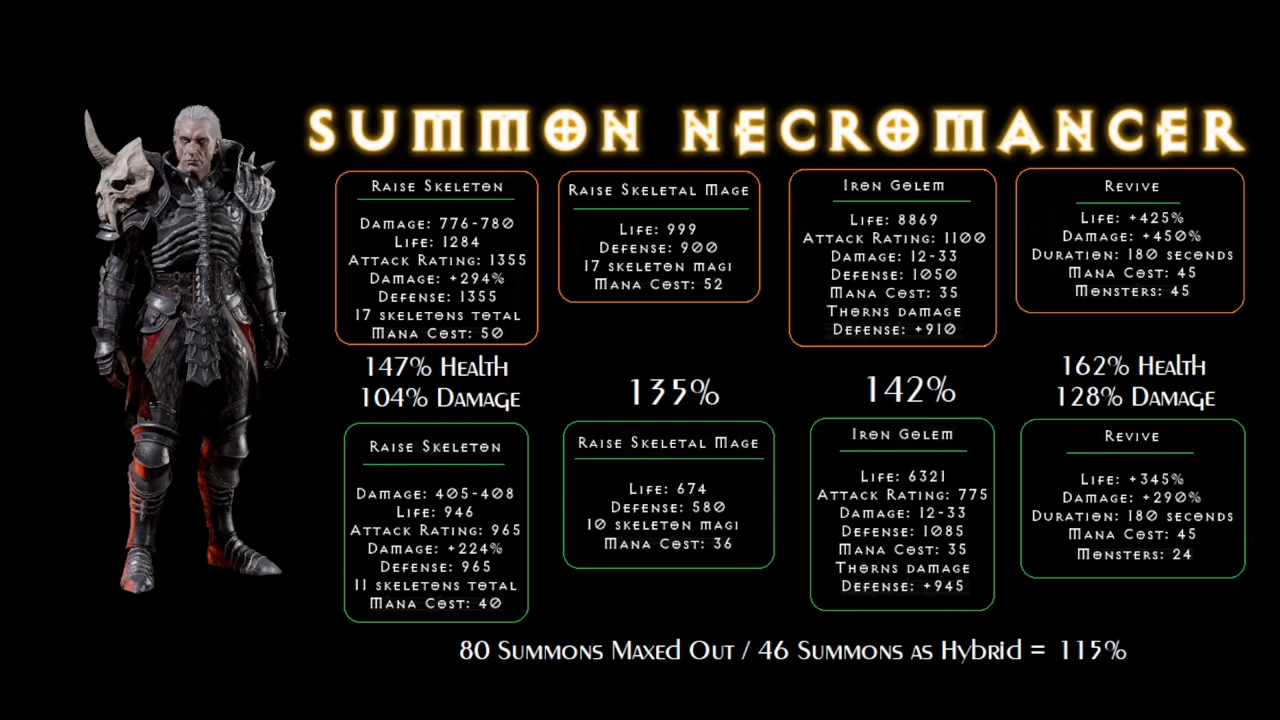 Summon Necromancer
Raise Skeleton
Damage: 776-780
Life: 1284
Attack Rating: 1355
Damage: +294%
Defense: 1355
17 skeletons total
Mana Cost: 50
Raise Skeletal Mage
Life: 999
Defense: 900
17 skeleton magi
Mana Cost: 52
Iron Golem
Life: 8869
Attack Rating: 1100
Damage: 12-33
Defense: 1050
Mana Cost: 35
Thorns damage
Defense: +910
Revive
Life: +425%
Damage: +450%
Duration: 180 seconds
Mana Cost: 45
Monsters: 45
147% Health
104% Damage
135%
142%
162% Health
128% Damage
Raise Skeleton
Damage: 405-408
Life: 946
Attack Rating: 965
Damage: +224%
Defense: 965
11 skeletons total
Mana Cost: 40
Raise Skeletal Mage
Life: 674
Defense: 580
10 skeleton magi
Mana Cost: 36
Iron Golem
Life: 6321
Attack Rating: 775
Damage: 12-33
Defense: 1085
Mana Cost: 35
Thorns damage
Defense: +945
Revive
Life: +345%
Damage: +290%
Duration: 180 seconds
Mana Cost: 45
Monsters: 24
80 Summons Maxed Out / 46 Summons as Hybrid = 115%